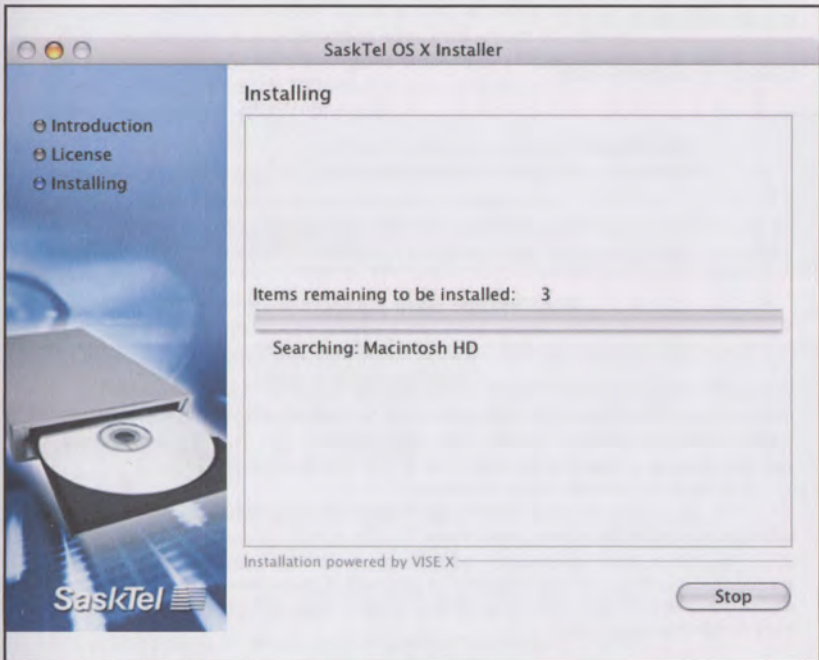 SaskTel OS X Installer
Installing
Introduction
License
Installing
Items remaining to be installed: 3
Searching: Macintosh HD
Installation powered by VISE X
SaskTel
Stop